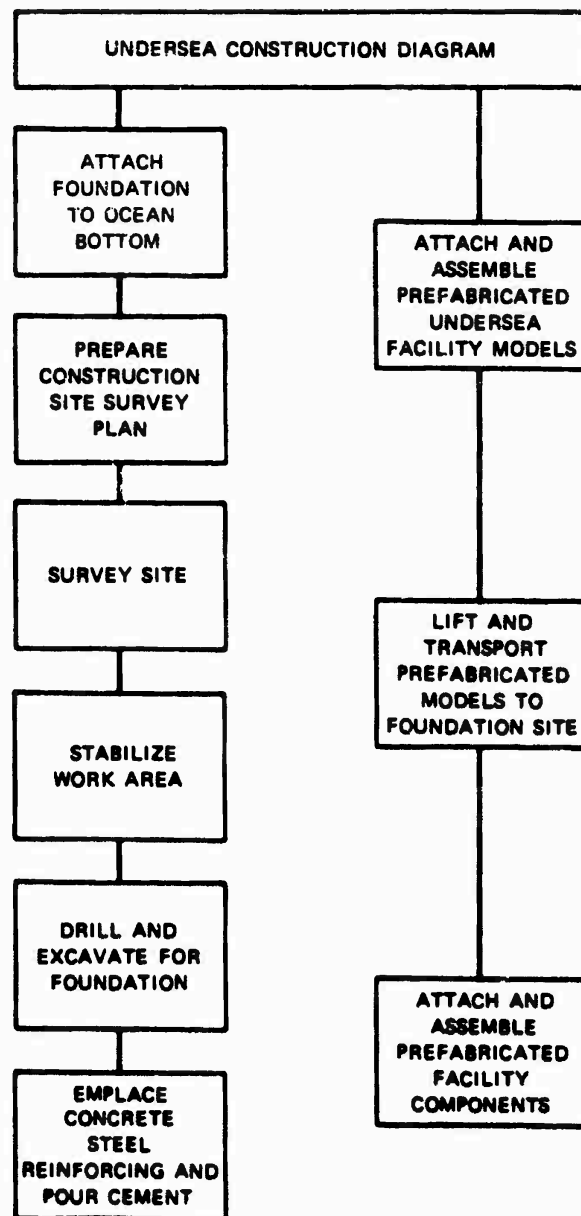 UNDERSEA CONSTRUCTION DIAGRAM
ATTACH
FOUNDATION
TO OCEAN
BOTTOM
PREPARE
CONSTRUCTION
SITE SURVEY
PLAN
SURVEY SITE
STABILIZE
WORK AREA
DRILL AND
EXCAVATE FOR
FOUNDATION
EMPLACE
CONCRETE
STEEL
REINFORCING AND
POUR CEMENT
ATTACH AND
ASSEMBLE
PREFABRICATED
UNDERSEA
FACILITY MODELS
LIFT AND
TRANSPORT
PREFABRICATED
MODELS TO
FOUNDATION SITE
ATTACH AND
ASSEMBLE
PREFABRICATED
FACILITY
COMPONENTS